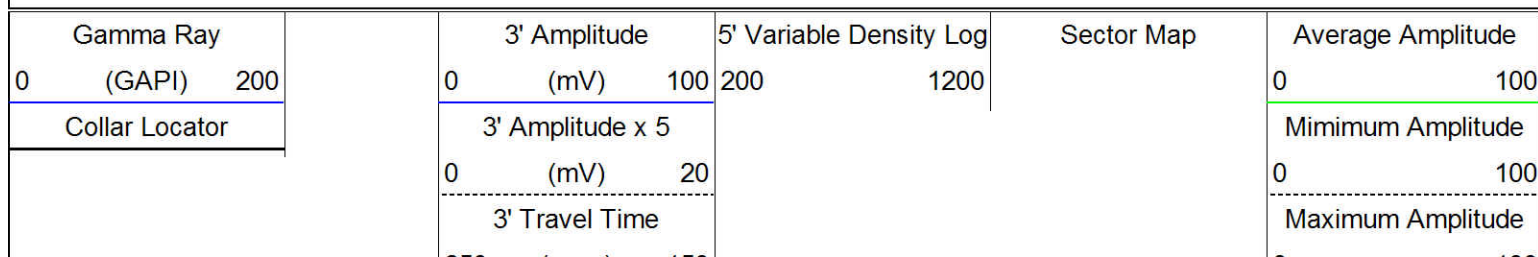 Gamma Ray 3' Amplitude 5' Variable Density Log Sector Map Average Amplitude
0 (GAPI) 200 0 (mV) 100 200 1200 0 100
Collar Locator 3' Amplitude x 5 Mimimum Amplitude
0 (mV) 20 0 100
3' Travel Time Maximum Amplitude